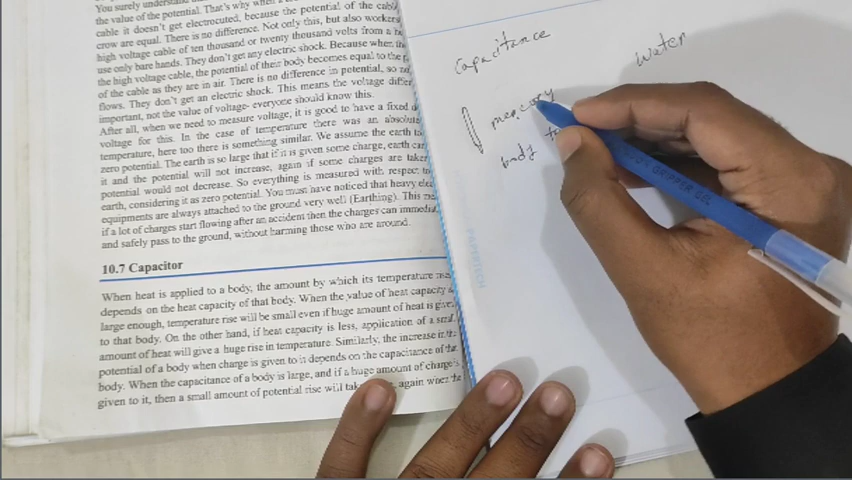 You surely understand
the value of the potential. That's why when a
cable it doesn't get electrocuted, because the potential of the cable
crow are equal. There is no difference. Not only this, but also workers
high voltage cable of ten thousand or twenty thousand volts from a he
use only bare hands. They don't get any electric shock. Because when, the
the high voltage cable, the potential of their body becomes equal to the p
of the cable as they are in air. There is no difference in potential, so no
flows. They don't get an electric shock. This means the voltage differ
important, not the value of voltage- everyone should know this.
After all, when we need to measure voltage, it is good to have a fixed
voltage for this. In the case of temperature there was an absolute
temperature, here too there is something similar. We assume the earth to
zero potential. The earth is so large that if it is given some charge, earth can
it and the potential will not increase, again if some charges are taken
potential would not decrease. So everything is measured with respect to
earth, considering it as zero potential. You must have noticed that heavy elec
equipments are always attached to the ground very well (Earthing). This me
if a lot of charges start flowing after an accident then the charges can immedia
and safely pass to the ground, without harming those who are around.
10.7 Capacitor
When heat is applied to a body, the amount by which its temperature rise
depends on the heat capacity of that body. When the value of heat capacity
large enough, temperature rise will be small even if huge amount of heat is give
to that body. On the other hand, if heat capacity is less, application of a small
amount of heat will give a huge rise in temperature. Similarly, the increase in the
potential of a body when charge is given to it depends on the capacitance of the
body. When the capacitance of a body is large, and if a huge amount of charge is
given to it, then a small amount of potential rise will take again when the
Capacitance
Water
mercury
body
PAPERTECH
GRIPPER GEL